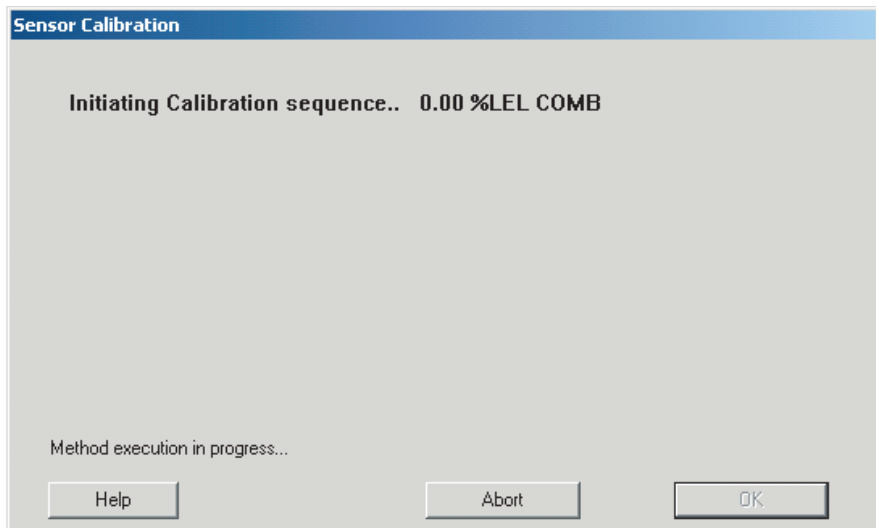 Sensor Calibration
Initiating Calibration sequence.. 0.00 %LEL COMB
Method execution in progress...
Help Abort OK